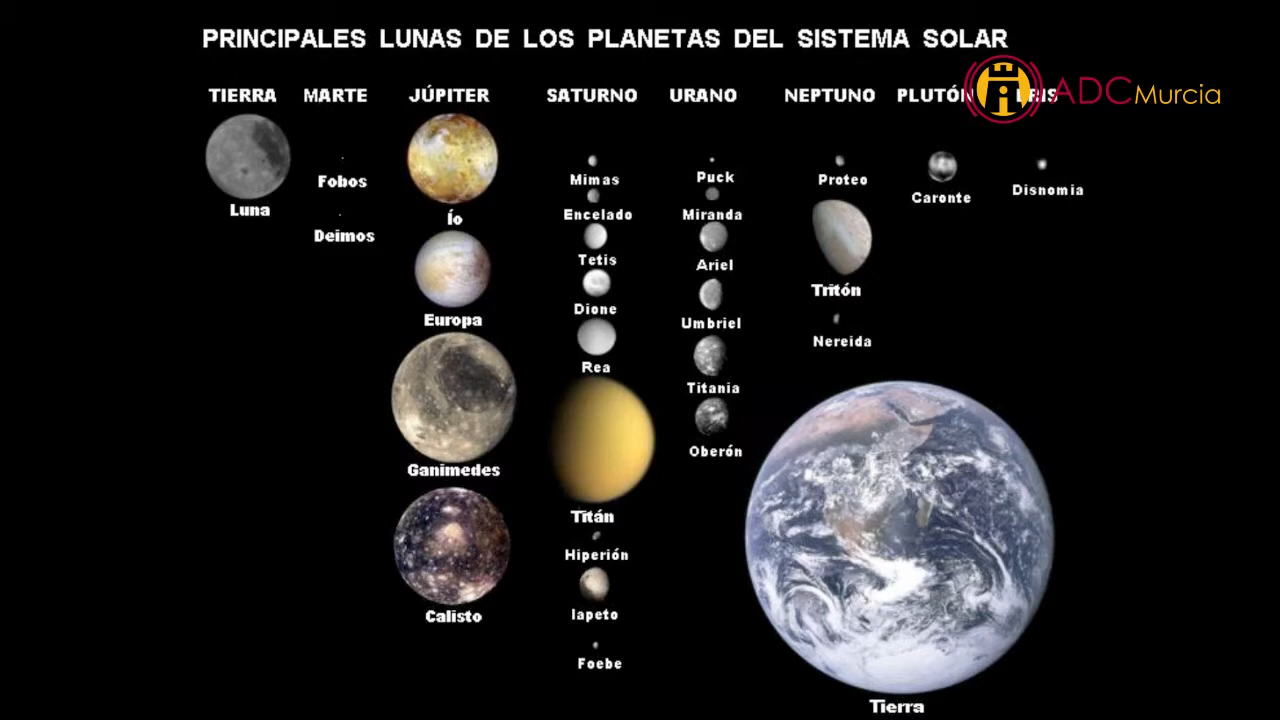 PRINCIPALES LUNAS DE LOS PLANETAS DEL SISTEMA SOLAR
TIERRA MARTE JÚPITER SATURNO URANO NEPTUNO PLUTÓN ERIS
ADCMurcia
Luna
Fobos
Deimos
Ío
Europa
Ganimedes
Calisto
Mimas
Encelado
Tetis
Dione
Rea
Titán
Hiperión
Iapeto
Foebe
Puck
Miranda
Ariel
Umbriel
Titania
Oberón
Proteo
Tritón
Nereida
Caronte
Disnomia
Tierra